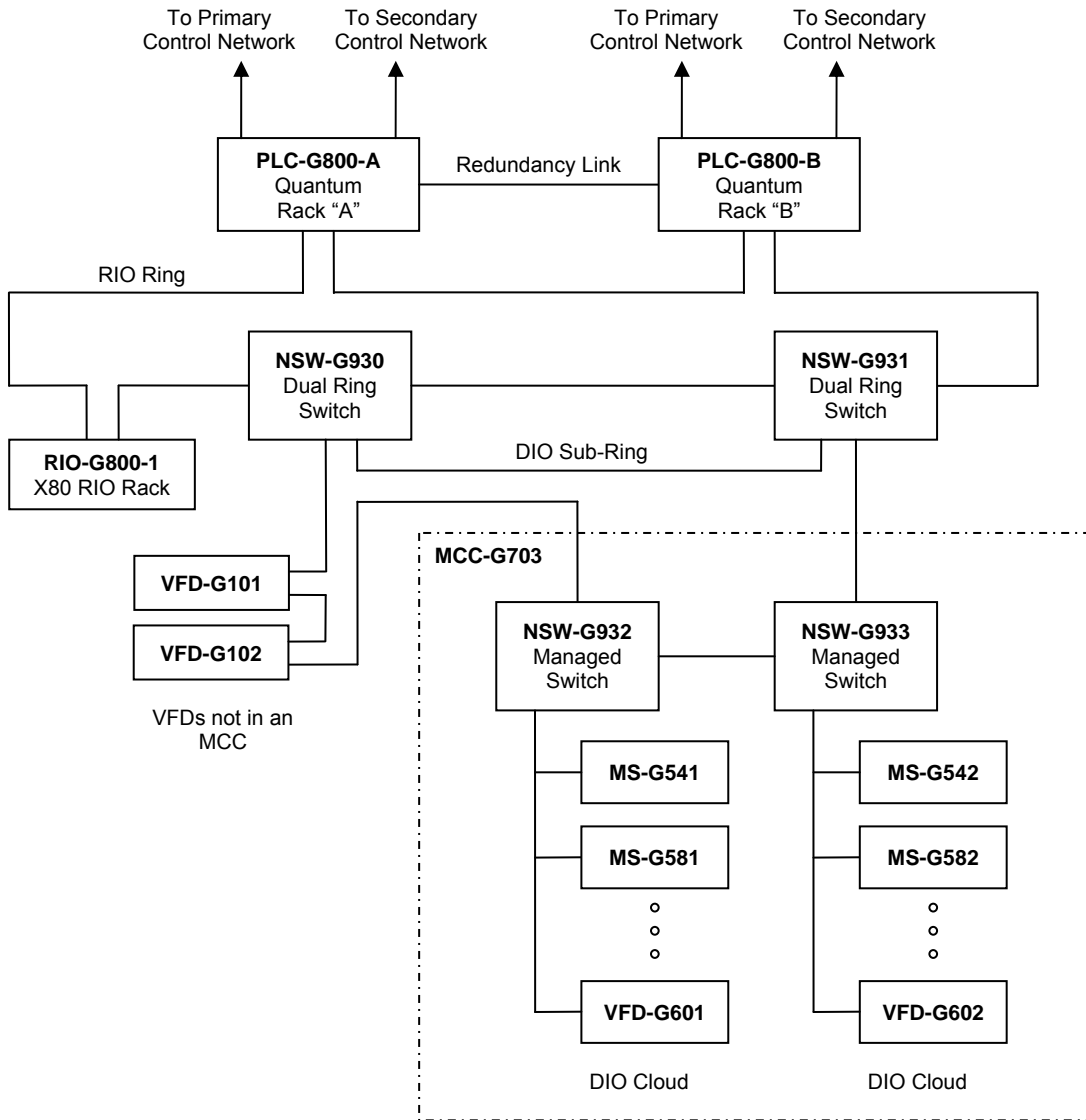 To Primary
Control Network
To Secondary
Control Network
To Primary
Control Network
To Secondary
Control Network
PLC-G800-A
Quantum
Rack “A”
Redundancy Link
PLC-G800-B
Quantum
Rack “B”
RIO Ring
NSW-G930
Dual Ring
Switch
NSW-G931
Dual Ring
Switch
RIO-G800-1
X80 RIO Rack
DIO Sub-Ring
MCC-G703
VFD-G101
VFD-G102
VFDs not in an
MCC
NSW-G932
Managed
Switch
NSW-G933
Managed
Switch
MS-G541
MS-G542
MS-G581
MS-G582
VFD-G601
VFD-G602
DIO Cloud
DIO Cloud